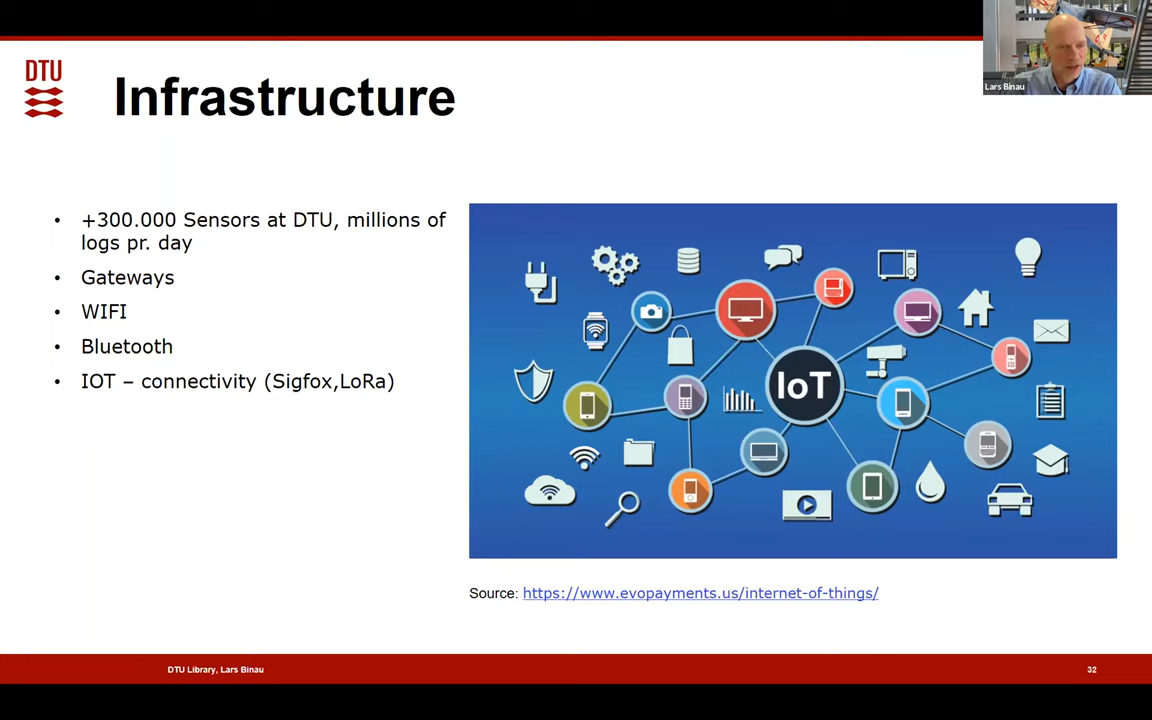 DTU
Infrastructure
Lars Binau
• +300.000 Sensors at DTU, millions of
logs pr. day
• Gateways
• WIFI
• Bluetooth
• IOT – connectivity (Sigfox,LoRa)
IoT
Source: https://www.evopayments.us/internet-of-things/
DTU Library, Lars Binau
32